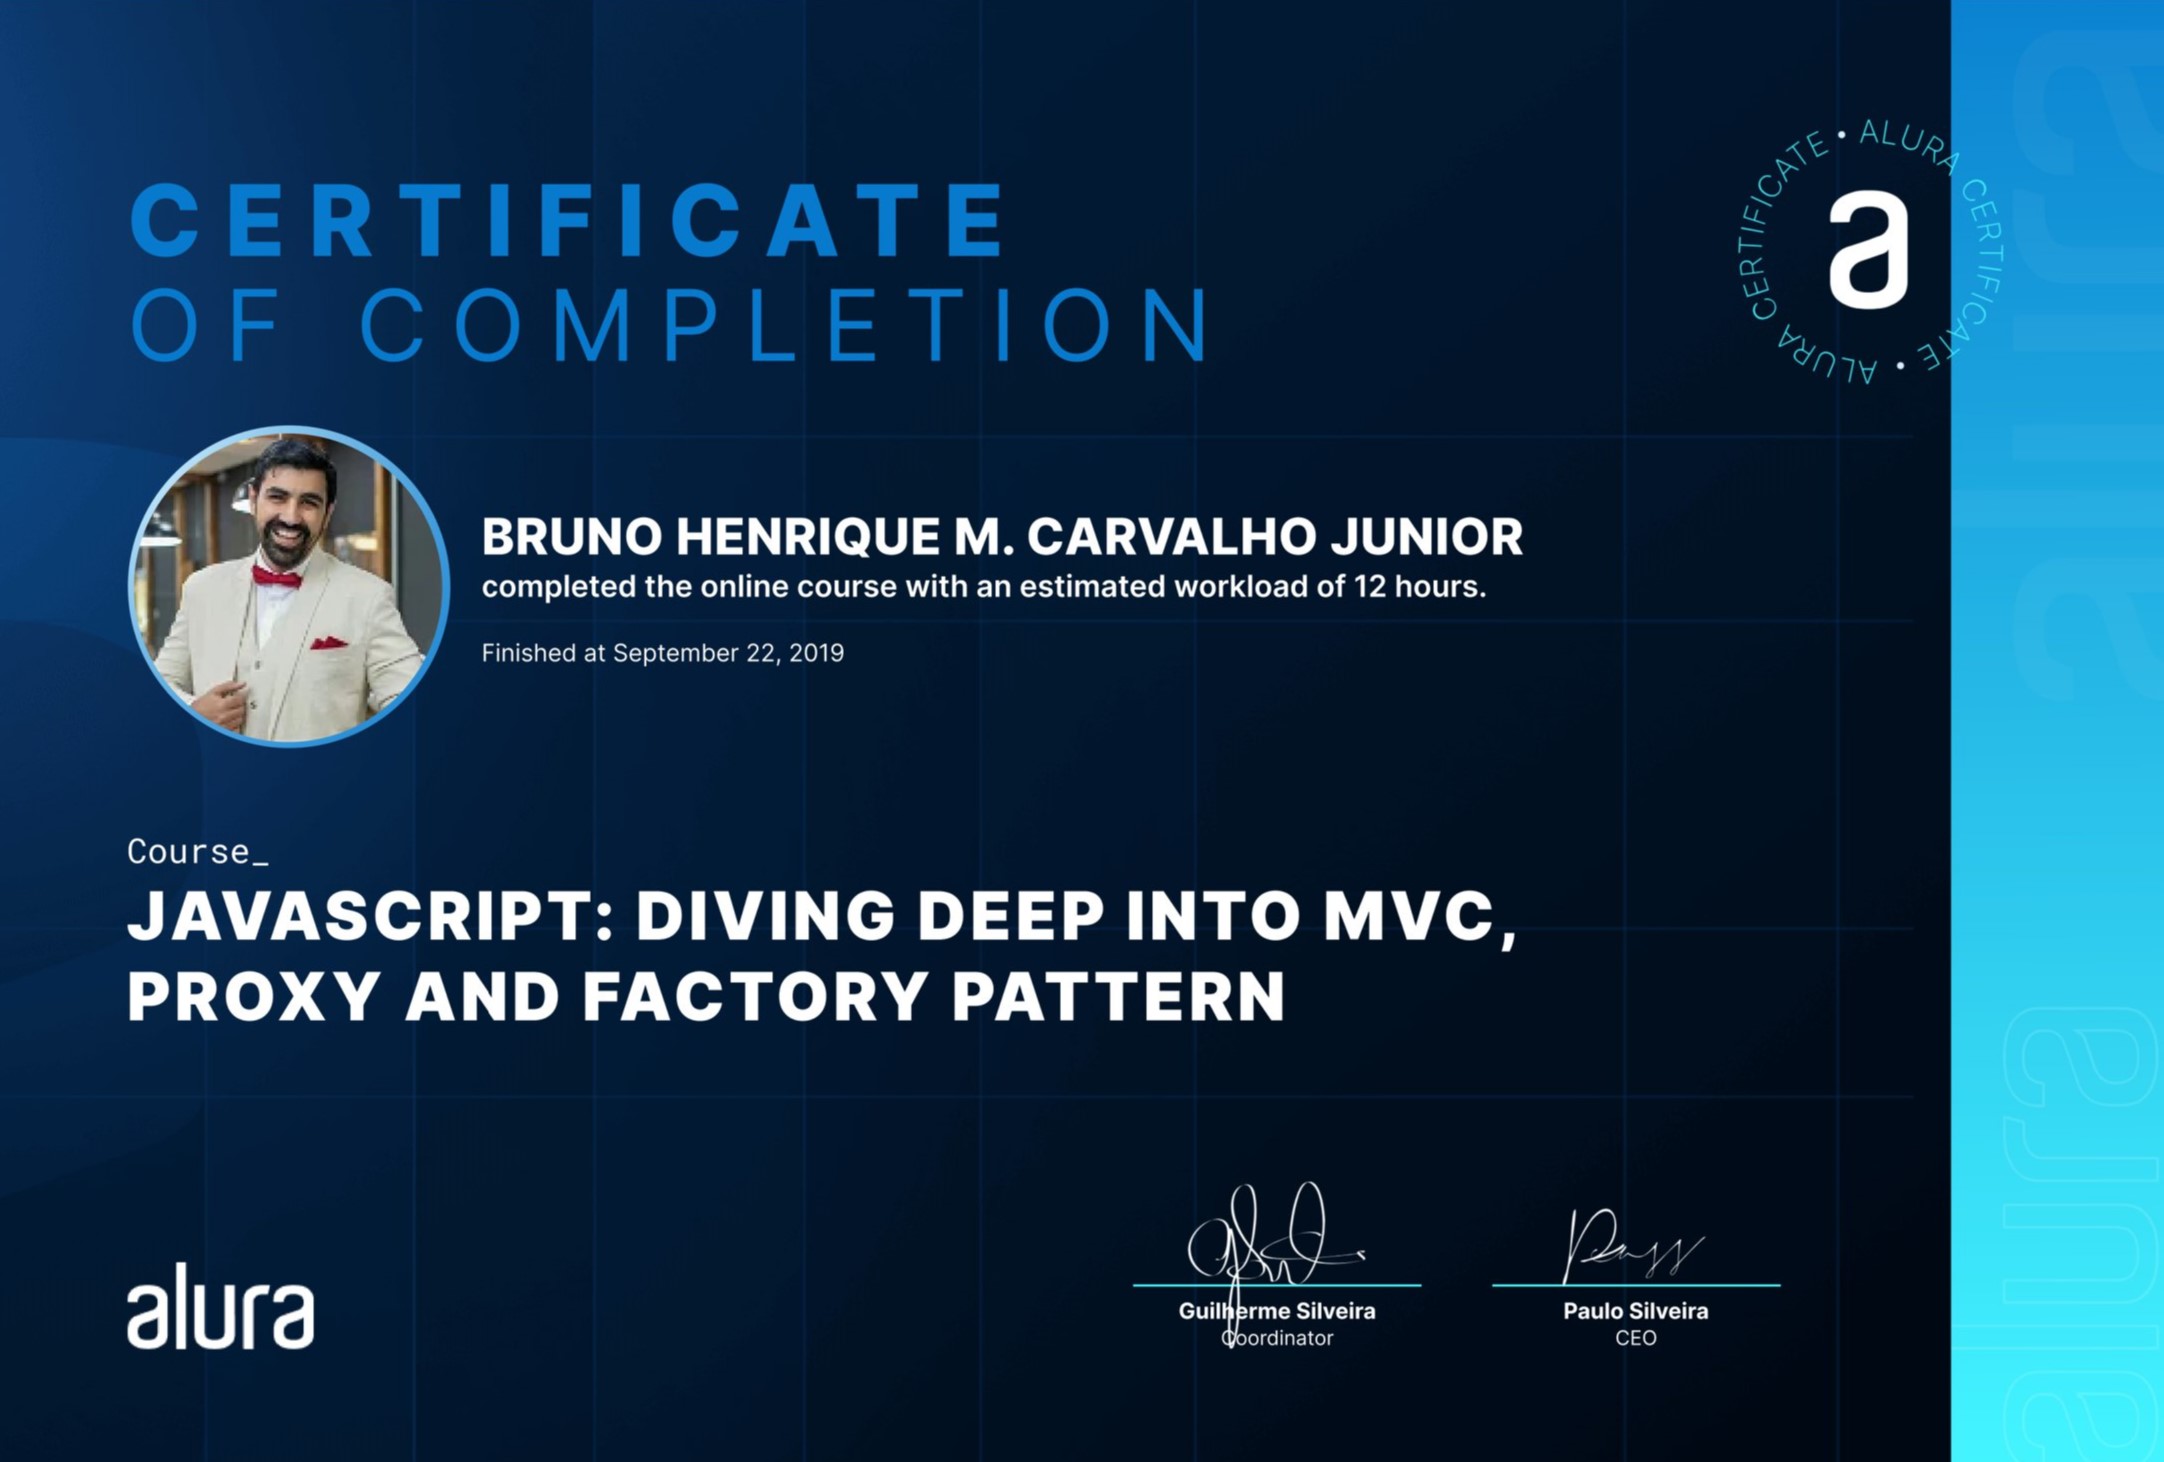 CERTIFICATE
OF COMPLETION
ALURA CERTIFICATE • ALURA CERTIFICATE •
a
BRUNO HENRIQUE M. CARVALHO JUNIOR
completed the online course with an estimated workload of 12 hours.
Finished at September 22, 2019
Course_
JAVASCRIPT: DIVING DEEP INTO MVC,
PROXY AND FACTORY PATTERN
alura
Guilherme Silveira
Coordinator
Paulo Silveira
CEO
alura
alura